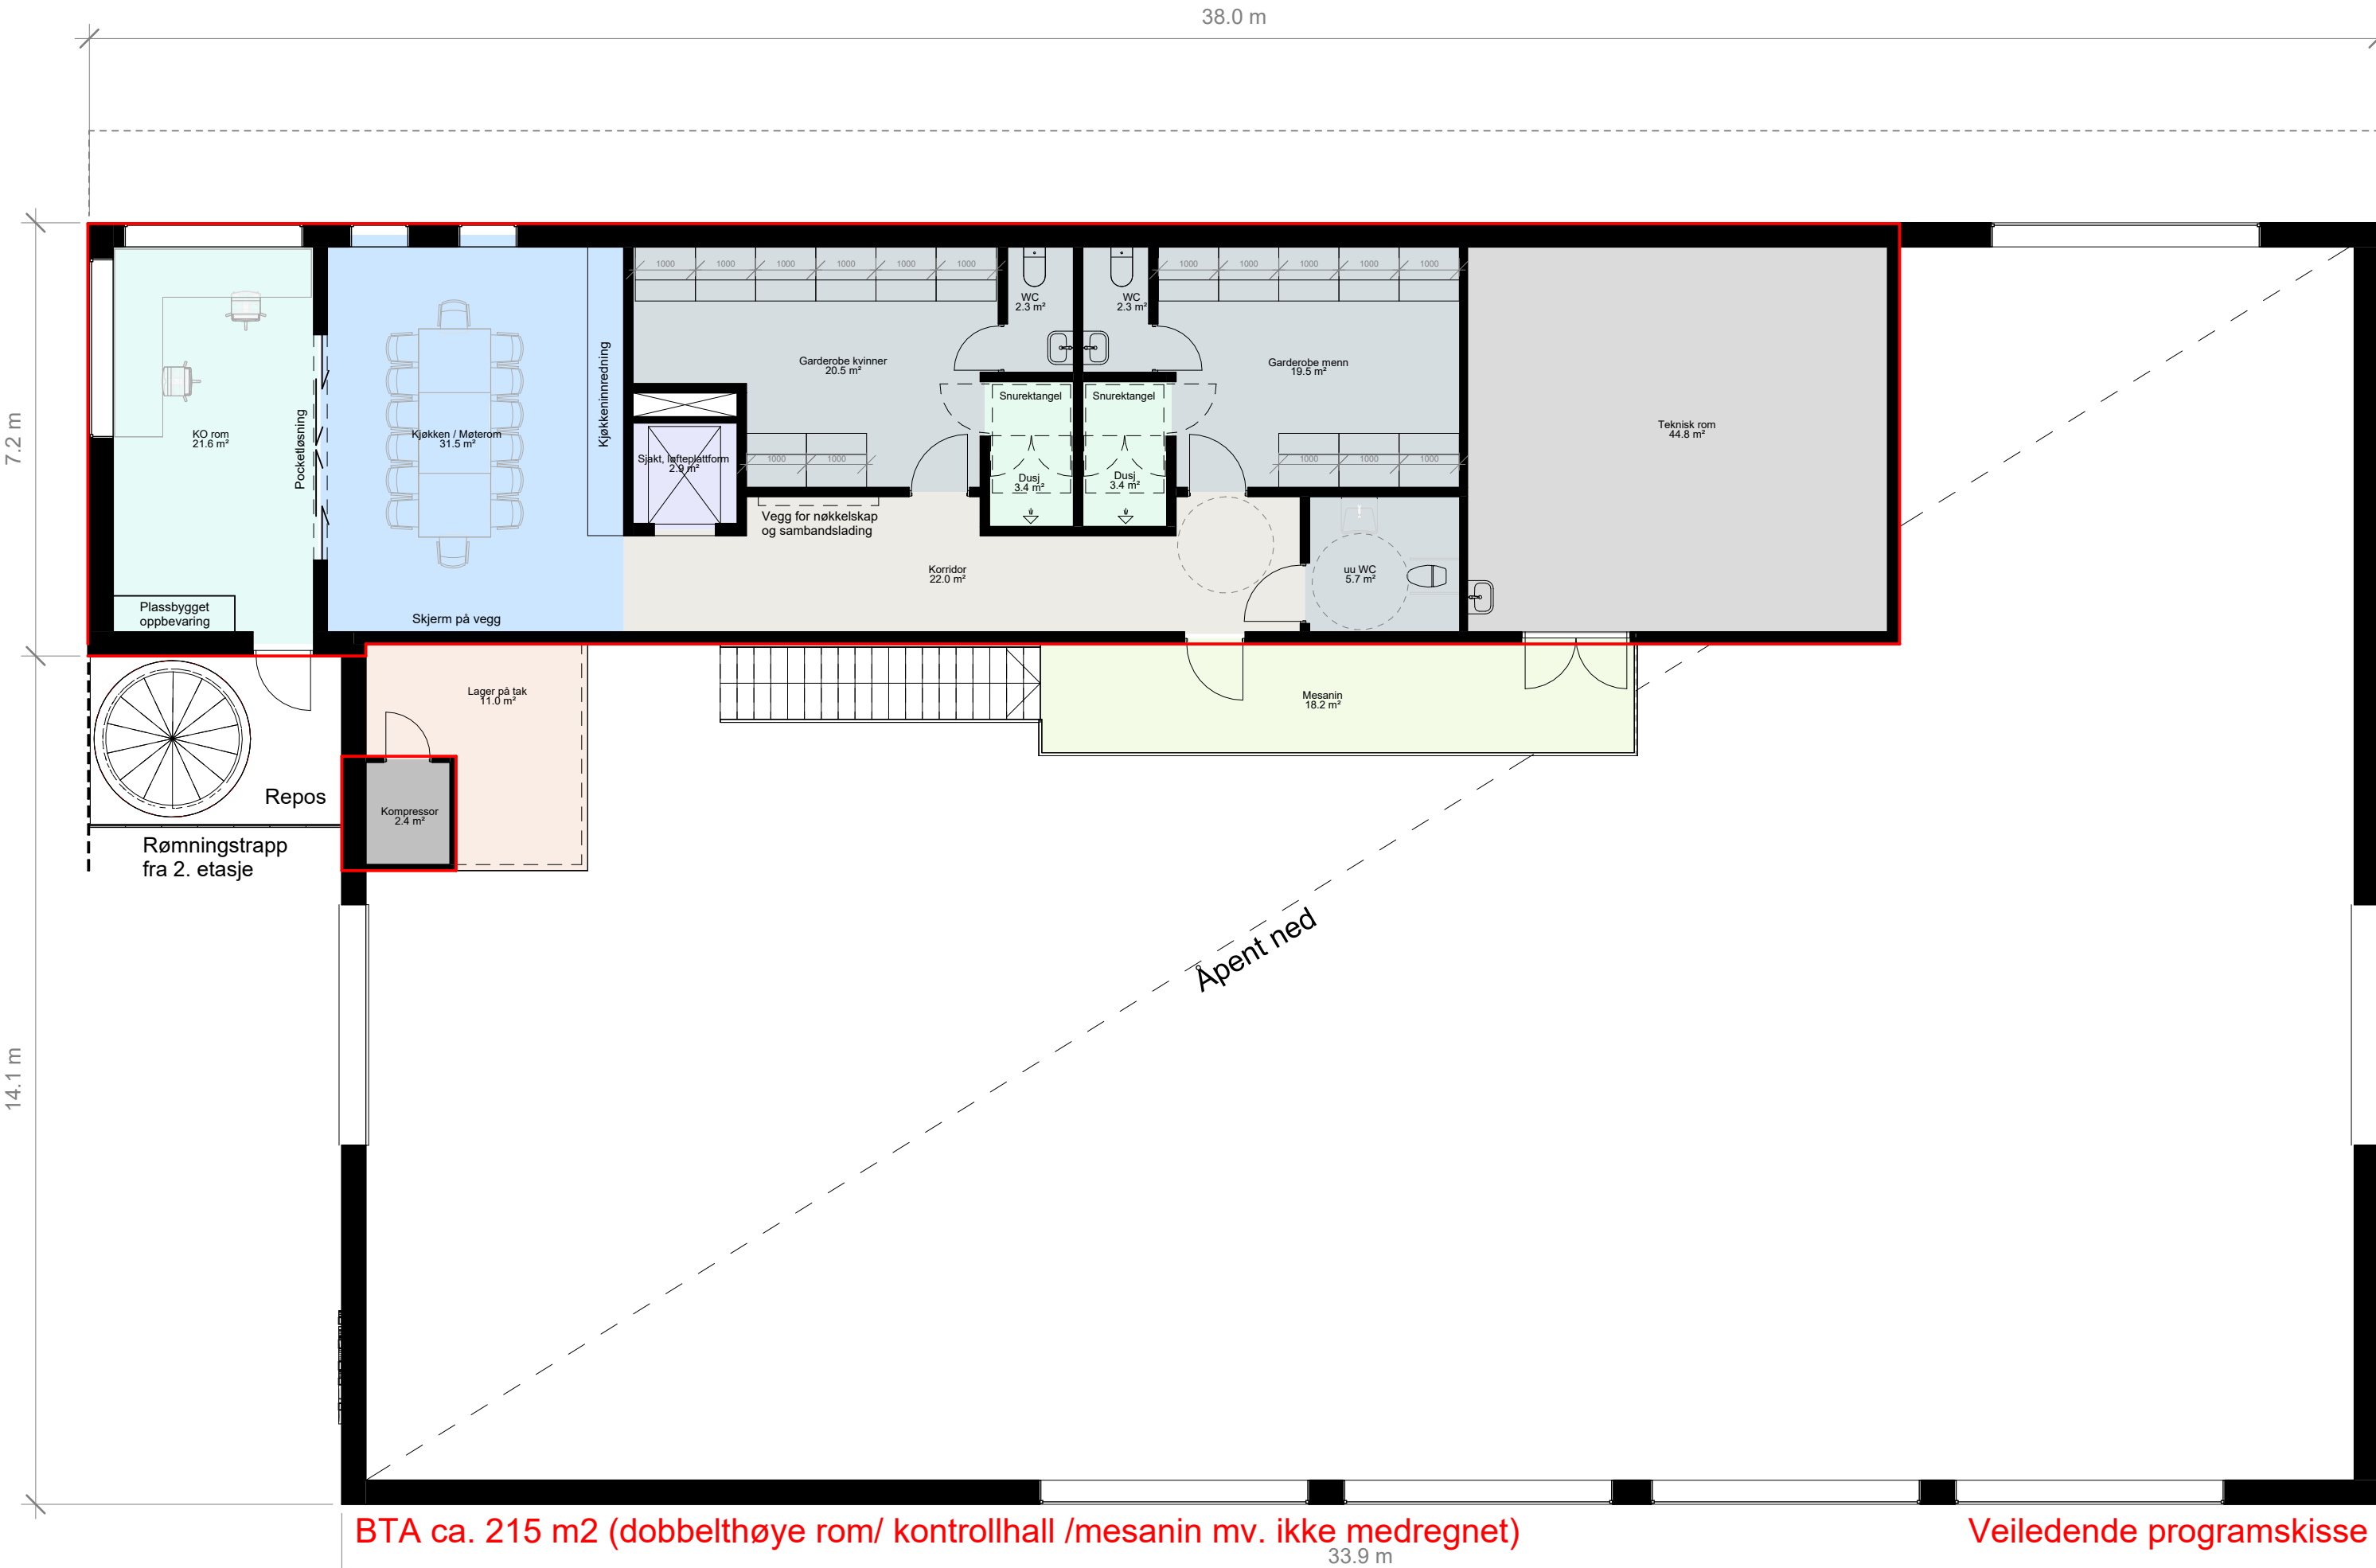 38.0 m
7.2 m
14.1 m
1000 1000 1000 1000 1000 1000
1000 1000 1000 1000 1000
WC
2.3 m²
WC
2.3 m²
Garderobe kvinner
20.5 m²
Garderobe menn
19.5 m²
Snurektangel
Snurektangel
KO rom
21.6 m²
Pocketløsning
Kjøkken / Møterom
31.5 m²
Kjøkkeninnredning
Sjakt, løfteplattform
2.9 m²
1000 1000
1000 1000 1000
Dusj
3.4 m²
Dusj
3.4 m²
Teknisk rom
44.8 m²
Vegg for nøkkelskap
og sambandslading
Korridor
22.0 m²
uu WC
5.7 m²
Plassbygget
oppbevaring
Skjerm på vegg
Lager på tak
11.0 m²
Mesanin
18.2 m²
Repos
Kompressor
2.4 m²
Rømningstrapp
fra 2. etasje
Åpent ned
BTA ca. 215 m2 (dobbelthøye rom/ kontrollhall /mesanin mv. ikke medregnet)
Veiledende programskisse
33.9 m